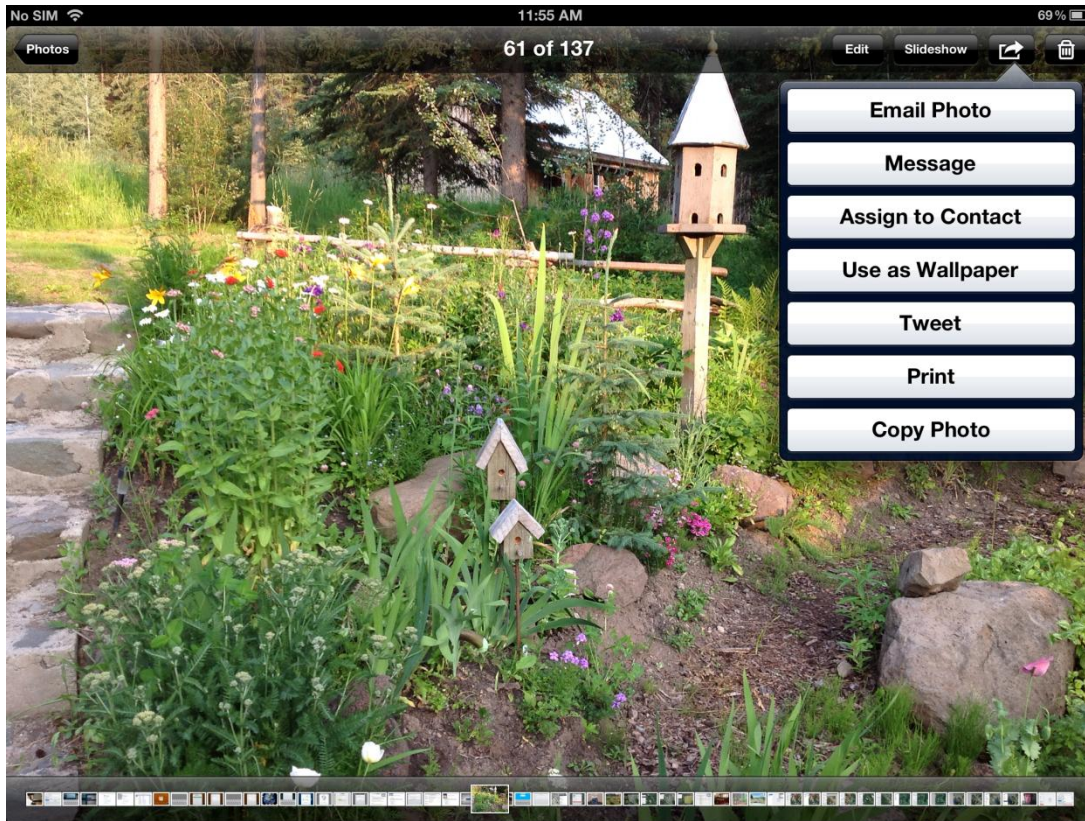 No SIM 11:55 AM 69%
Photos 61 of 137 Edit Slideshow
Email Photo
Message
Assign to Contact
Use as Wallpaper
Tweet
Print
Copy Photo